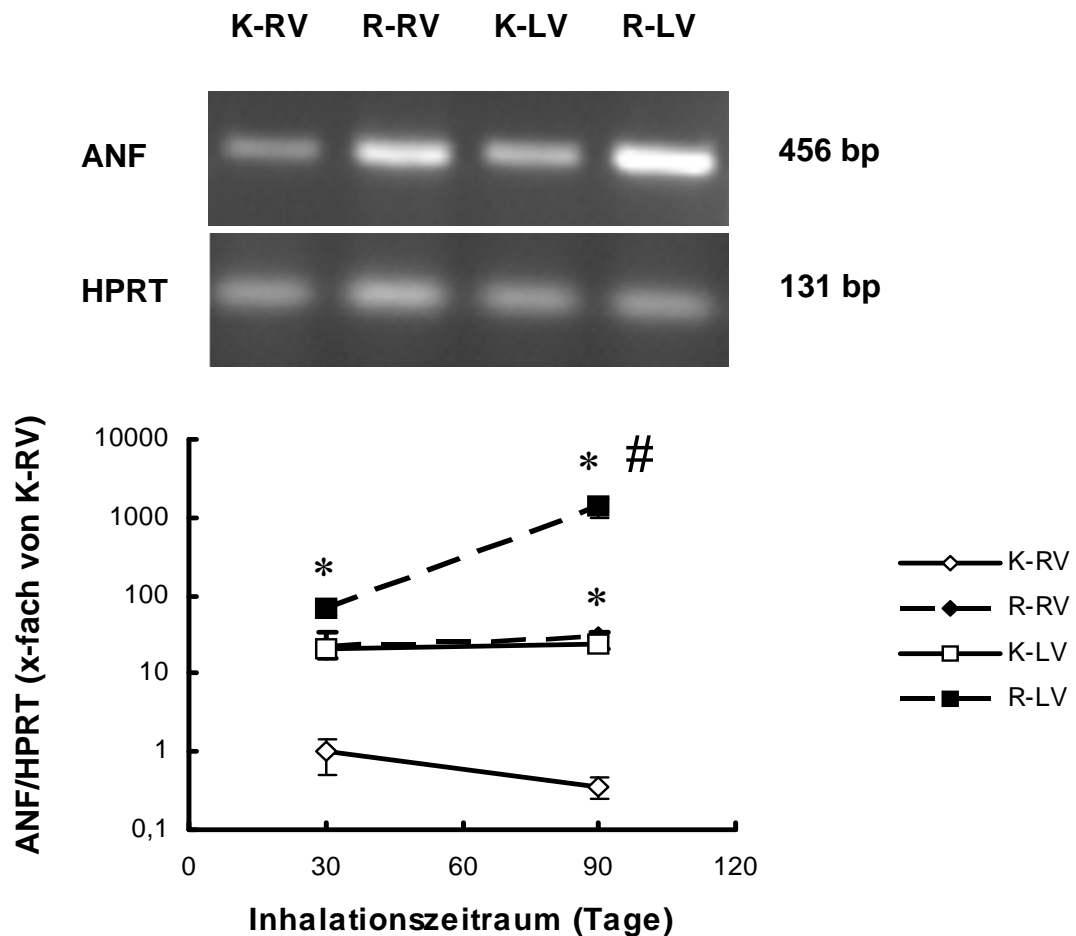 K-RV R-RV K-LV R-LV
ANF 456 bp
HPRT 131 bp
ANF/HPRT (x-fach von K-RV)
10000
1000
100
10
1
0,1
* #
*
*
0 30 60 90 120
Inhalationszeitraum (Tage)
K-RV
R-RV
K-LV
R-LV